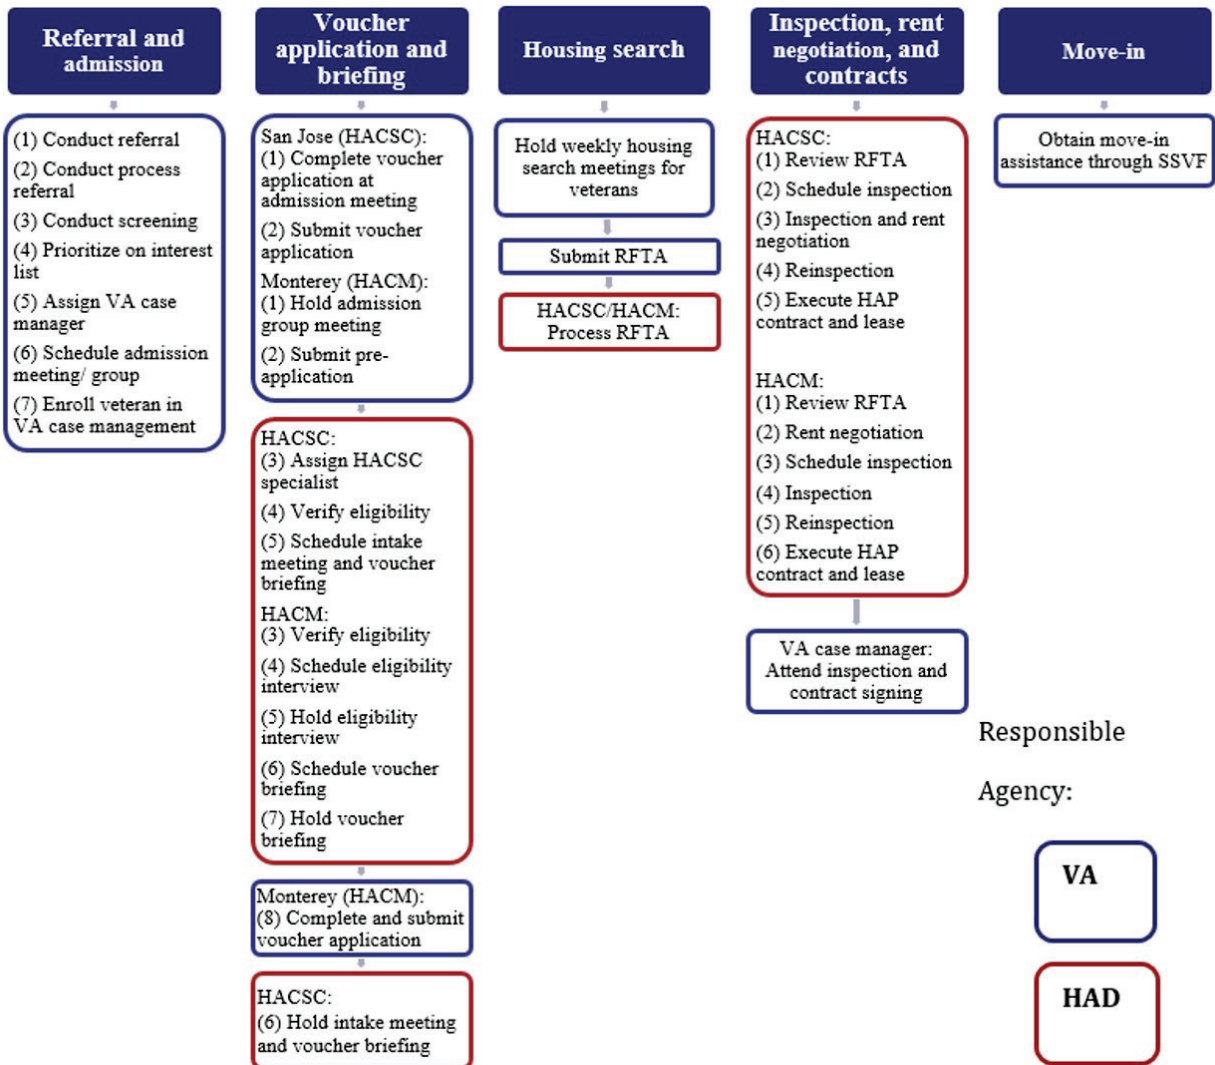 Referral and
admission
(1) Conduct referral
(2) Conduct process
referral
(3) Conduct screening
(4) Prioritize on interest
list
(5) Assign VA case
manager
(6) Schedule admission
meeting/ group
(7) Enroll veteran in
VA case management
Voucher
application and
briefing
San Jose (HACSC):
(1) Complete voucher
application at
admission meeting
(2) Submit voucher
application
Monterey (HACM):
(1) Hold admission
group meeting
(2) Submit pre-
application
HACSC:
(3) Assign HACSC
specialist
(4) Verify eligibility
(5) Schedule intake
meeting and voucher
briefing
HACM:
(3) Verify eligibility
(4) Schedule eligibility
interview
(5) Hold eligibility
interview
(6) Schedule voucher
briefing
(7) Hold voucher
briefing
Monterey (HACM):
(8) Complete and submit
voucher application
HACSC:
(6) Hold intake meeting
and voucher briefing
Housing search
Hold weekly housing
search meetings for
veterans
Submit RFTA
HACSC/HACM:
Process RFTA
Inspection, rent
negotiation, and
contracts
HACSC:
(1) Review RFTA
(2) Schedule inspection
(3) Inspection and rent
negotiation
(4) Reinspection
(5) Execute HAP
contract and lease
HACM:
(1) Review RFTA
(2) Rent negotiation
(3) Schedule inspection
(4) Inspection
(5) Reinspection
(6) Execute HAP
contract and lease
VA case manager:
Attend inspection and
contract signing
Move-in
Obtain move-in
assistance through SSVF
Responsible
Agency:
VA
HAD